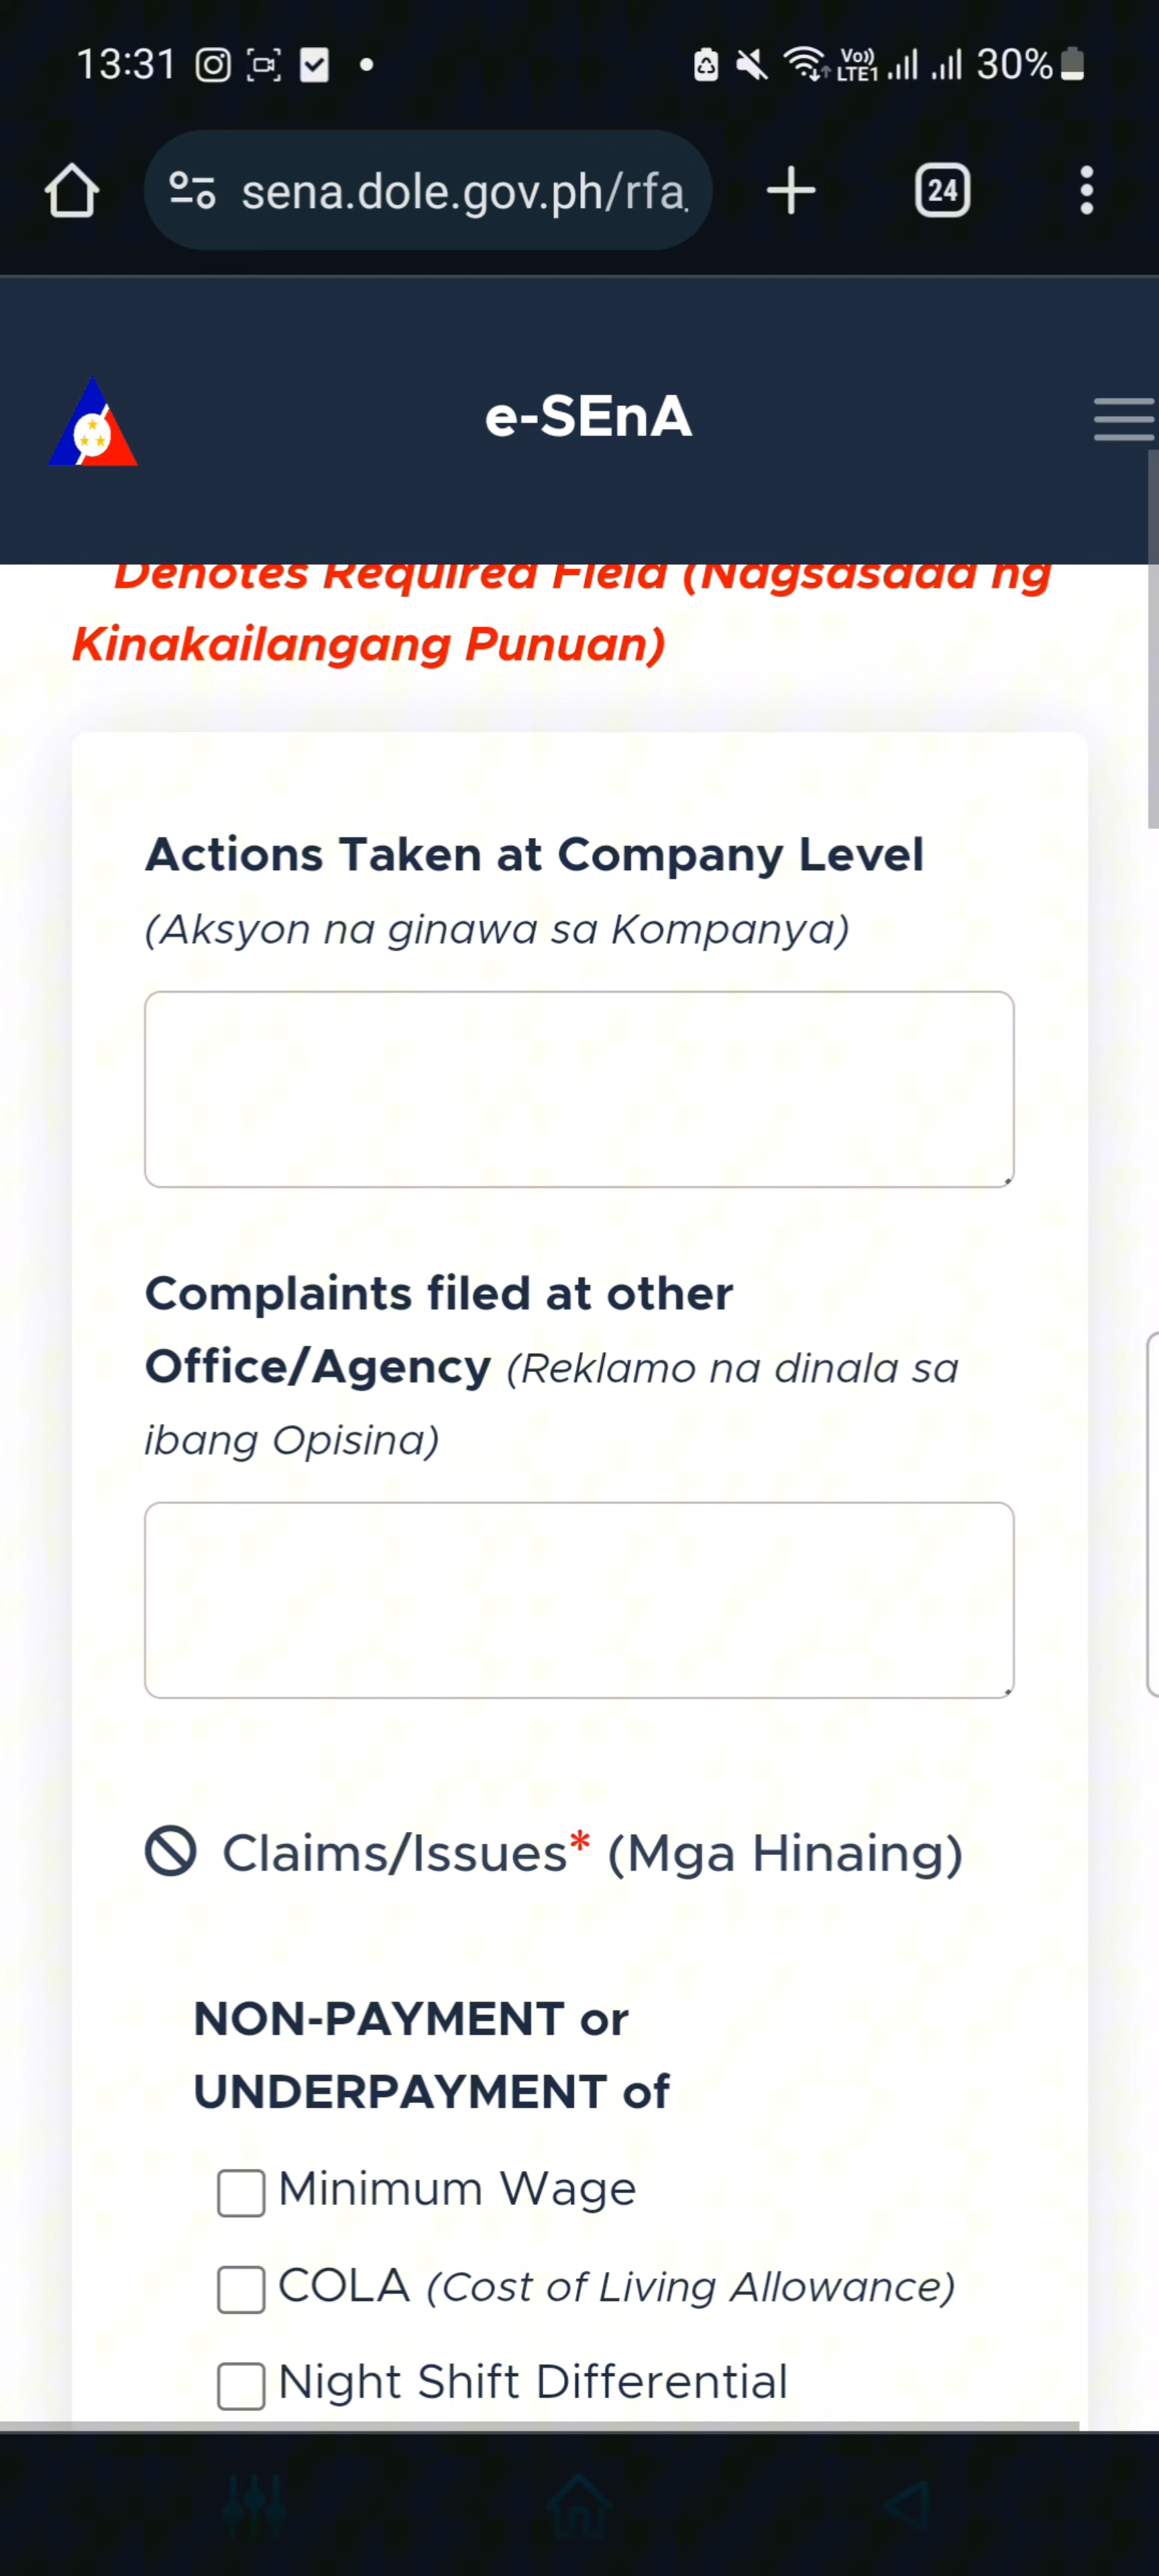 13:31
Vo)) LTE1 30%
sena.dole.gov.ph/rfa
24
e-SEnA
Denotes Required Field (Nagsasaad ng
Kinakailangang Punuan)
Actions Taken at Company Level
(Aksyon na ginawa sa Kompanya)
Complaints filed at other
Office/Agency (Reklamo na dinala sa
ibang Opisina)
Claims/Issues* (Mga Hinaing)
NON-PAYMENT or
UNDERPAYMENT of
Minimum Wage
COLA (Cost of Living Allowance)
Night Shift Differential